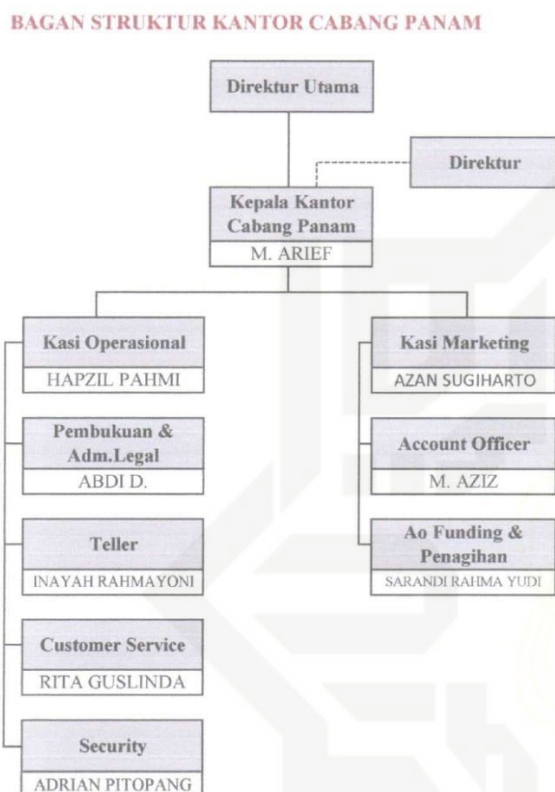 BAGAN STRUKTUR KANTOR CABANG PANAM
Direktur Utama
Direktur
Kepala Kantor
Cabang Panam
M. ARIEF
Kasi Operasional
HAPZIL PAHMI
Kasi Marketing
AZAN SUGIHARTO
Pembukuan &
Adm.Legal
ABDI D.
Account Officer
M. AZIZ
Teller
INAYAH RAHMAYONI
Ao Funding &
Penagihan
SARANDI RAHMA YUDI
Customer Service
RITA GUSLINDA
Security
ADRIAN PITOPANG